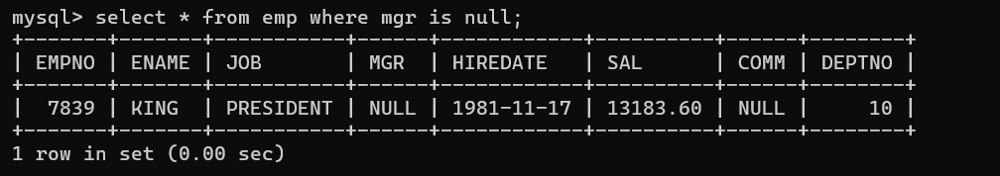 mysql> select * from emp where mgr is null;
+-------+-------+-----------+------+------------+----------+------+--------+
| EMPNO | ENAME | JOB       | MGR  | HIREDATE   | SAL      | COMM | DEPTNO |
+-------+-------+-----------+------+------------+----------+------+--------+
|  7839 | KING  | PRESIDENT | NULL | 1981-11-17 | 13183.60 | NULL |     10 |
+-------+-------+-----------+------+------------+----------+------+--------+
1 row in set (0.00 sec)